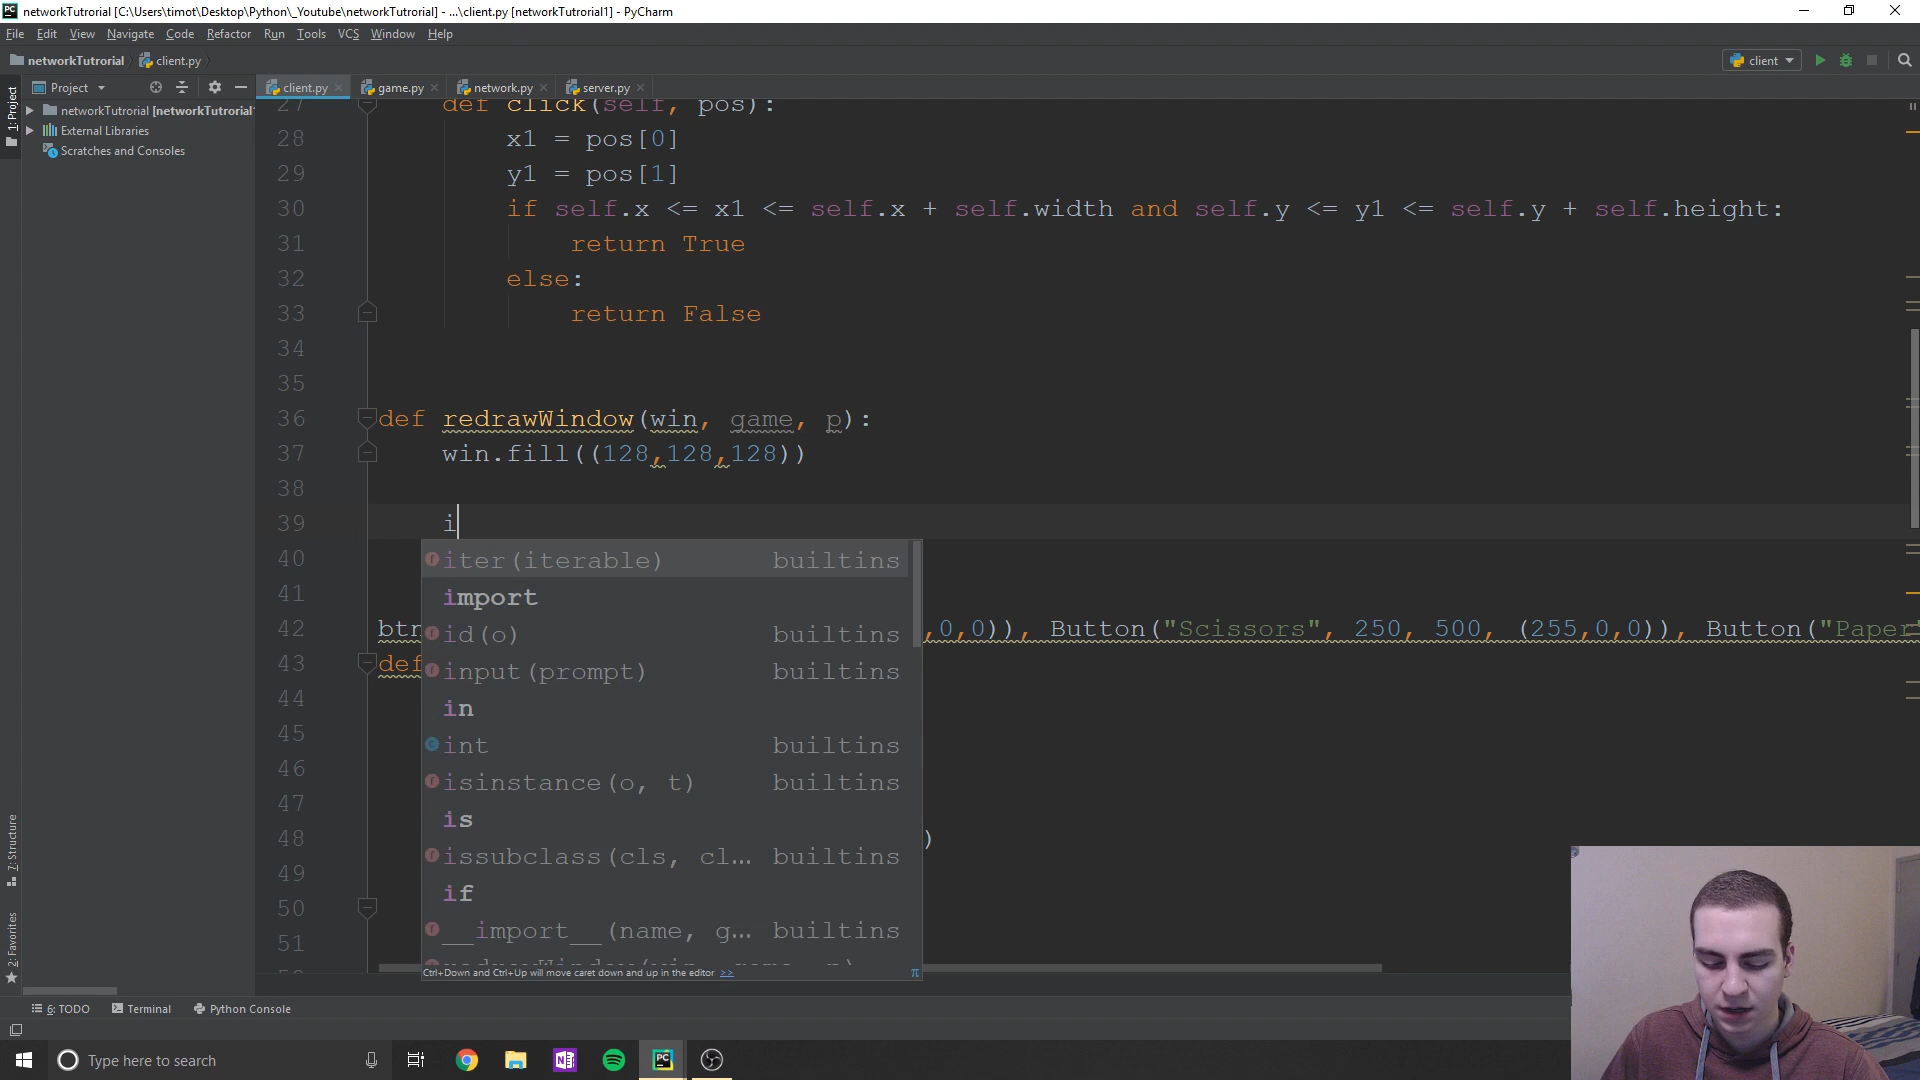 networkTutrorial [C:\Users\timot\Desktop\Python\_Youtube\networkTutrorial] - ...\client.py [networkTutrorial1] - PyCharm
File Edit View Navigate Code Refactor Run Tools VCS Window Help
networkTutrorial client.py client
Project client.py game.py network.py server.py
networkTutrorial [networkTutrorial
External Libraries
Scratches and Consoles
1: Project
7: Structure
2: Favorites
27 def click(self, pos):
28 x1 = pos[0]
29 y1 = pos[1]
30 if self.x <= x1 <= self.x + self.width and self.y <= y1 <= self.y + self.height:
31 return True
32 else:
33 return False
34
35
36 def redrawWindow(win, game, p):
37 win.fill((128,128,128))
38
39 i
40
41
42 btn ,0,0)), Button("Scissors", 250, 500, (255,0,0)), Button("Paper"
43 def
44
45
46
47
48 )
49
50
51
iter(iterable) builtins
import
id(o) builtins
input(prompt) builtins
in
int builtins
isinstance(o, t) builtins
is
issubclass(cls, cl... builtins
if
__import__(name, g... builtins
redrawWindow(win, game, p)
Ctrl+Down and Ctrl+Up will move caret down and up in the editor >> π
6: TODO Terminal Python Console
Type here to search